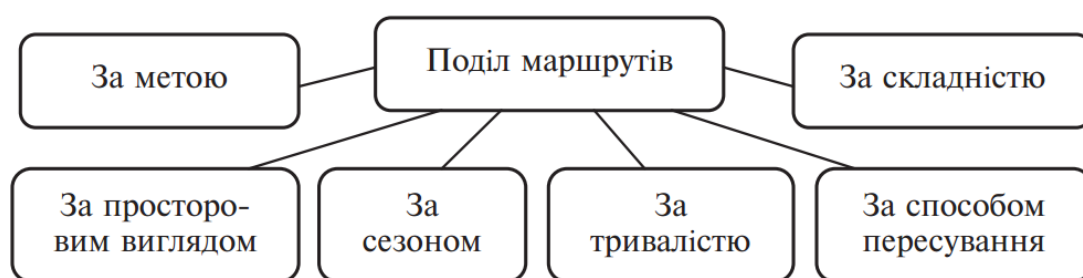 Поділ маршрутів
За метою
За складністю
За просторо-
вим виглядом
За
сезоном
За
тривалістю
За способом
пересування